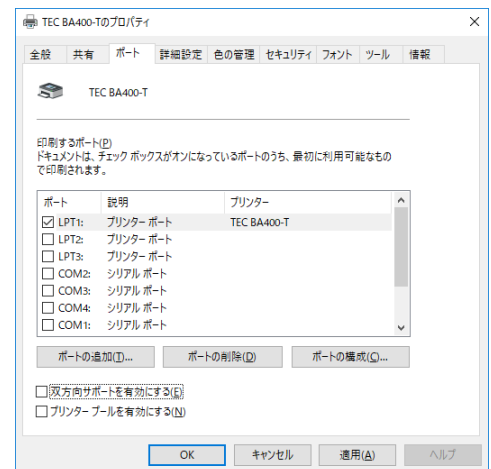 TEC BA400-Tのプロパティ
全般 共有 ポート 詳細設定 色の管理 セキュリティ フォント ツール 情報
TEC BA400-T
印刷するポート(P)
ドキュメントは、チェック ボックスがオンになっているポートのうち、最初に利用可能なもの
で印刷されます。
ポート 説明 プリンター
LPT1: プリンター ポート TEC BA400-T
LPT2: プリンター ポート
LPT3: プリンター ポート
COM2: シリアル ポート
COM3: シリアル ポート
COM4: シリアル ポート
COM1: シリアル ポート
ポートの追加(T)... ポートの削除(D) ポートの構成(C)...
双方向サポートを有効にする(E)
プリンター プールを有効にする(N)
OK キャンセル 適用(A) ヘルプ